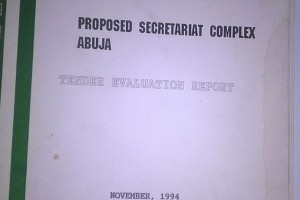 PROPOSED SECRETARIAT COMPLEX
ABUJA
TENDER EVALUATION REPORT
NOVEMBER, 1994